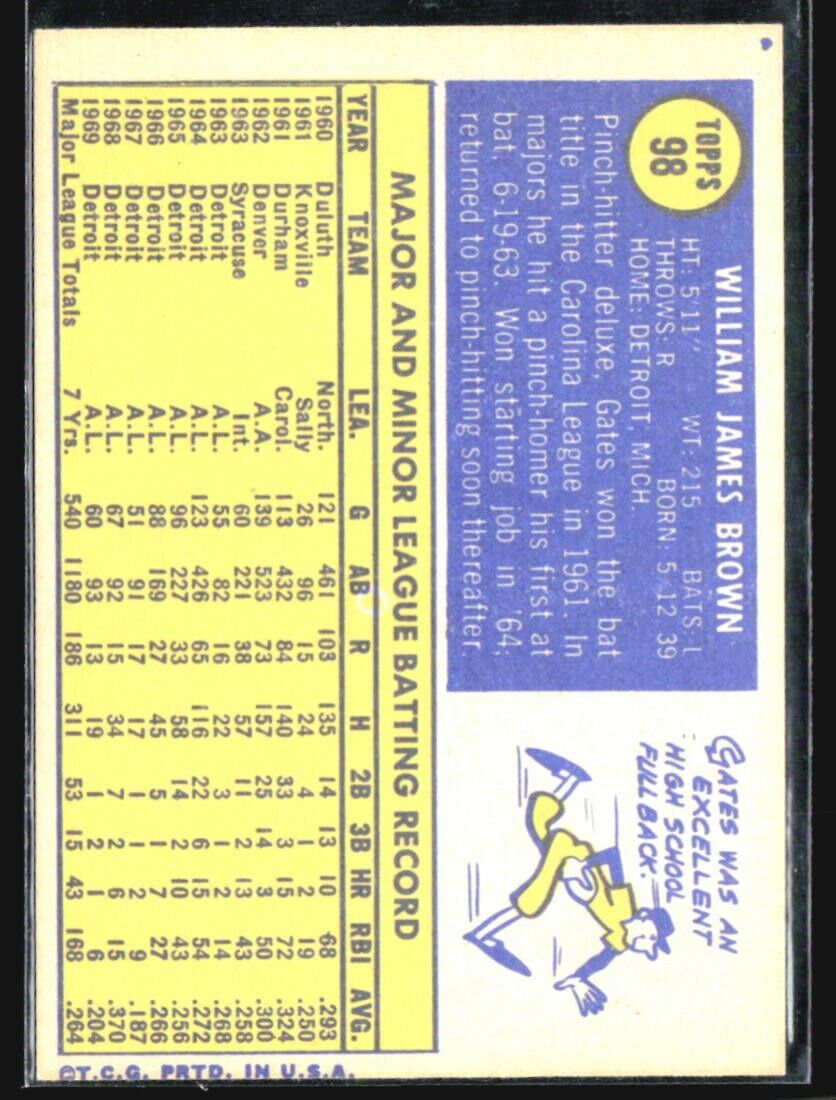 TOPPS
98
WILLIAM JAMES BROWN
HT: 5'11" WT: 215 BATS: L
THROWS: R BORN: 5/12/39
HOME: DETROIT, MICH.
Pinch-hitter deluxe, Gates won the bat
title in the Carolina League in 1961. In
majors he hit a pinch-homer his first at
bat, 6-19-63. Won starting job in '64,
returned to pinch-hitting soon thereafter.
GATES WAS AN
EXCELLENT
HIGH SCHOOL
FULLBACK.
MAJOR AND MINOR LEAGUE BATTING RECORD
YEAR TEAM LEA. G AB R H 2B 3B HR RBI AVG.
1960 Duluth North. 121 461 103 135 14 13 10 68 .293
1961 Knoxville Sally 26 96 15 24 4 1 2 19 .250
1961 Durham Carol. 113 432 84 140 33 3 15 72 .324
1962 Denver A.A. 139 523 73 157 25 14 3 50 .300
1963 Syracuse Int. 60 221 38 57 11 2 13 43 .258
1963 Detroit A.L. 55 82 16 22 3 1 2 14 .268
1964 Detroit A.L. 123 426 65 116 22 6 15 54 .272
1965 Detroit A.L. 96 227 33 58 14 2 10 43 .256
1966 Detroit A.L. 88 169 27 45 5 1 7 27 .266
1967 Detroit A.L. 51 91 17 17 1 1 2 9 .187
1968 Detroit A.L. 67 92 15 34 7 2 6 15 .370
1969 Detroit A.L. 60 93 13 19 1 2 1 6 .204
Major League Totals 7 Yrs. 540 1180 186 311 53 15 43 168 .264
©T.C.G. PRTD. IN U.S.A.